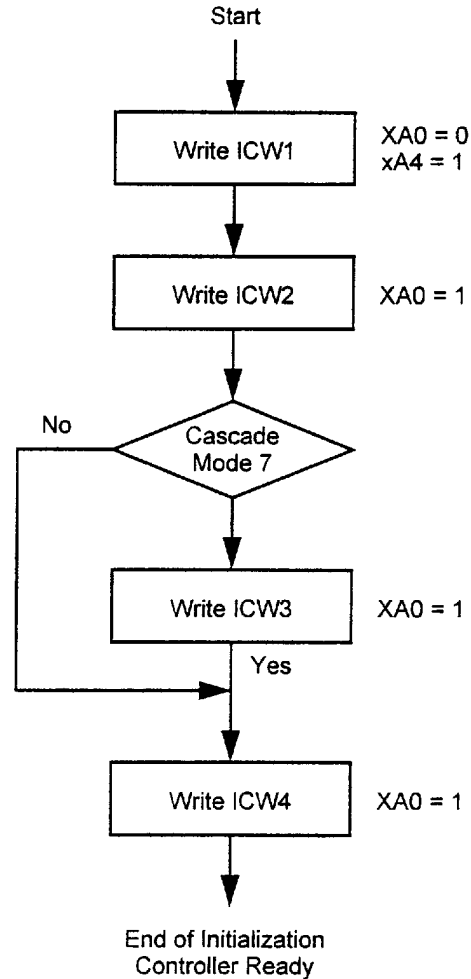 Start
Write ICW1
XA0 = 0
xA4 = 1
Write ICW2
XA0 = 1
No
Cascade
Mode 7
Write ICW3
XA0 = 1
Yes
Write ICW4
XA0 = 1
End of Initialization
Controller Ready